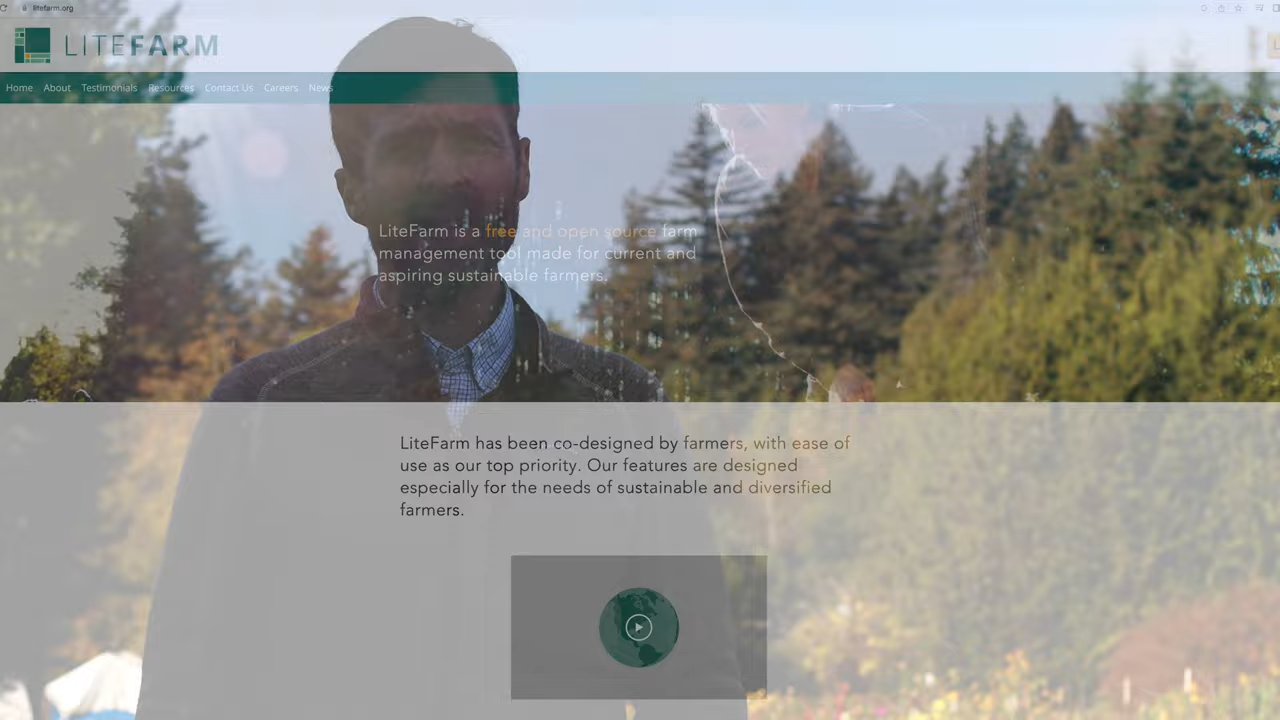 litefarm.org
LITEFARM
Home About Testimonials Resources Contact Us Careers News
LiteFarm is a free and open source farm
management tool made for current and
aspiring sustainable farmers.
LiteFarm has been co-designed by farmers, with ease of
use as our top priority. Our features are designed
especially for the needs of sustainable and diversified
farmers.